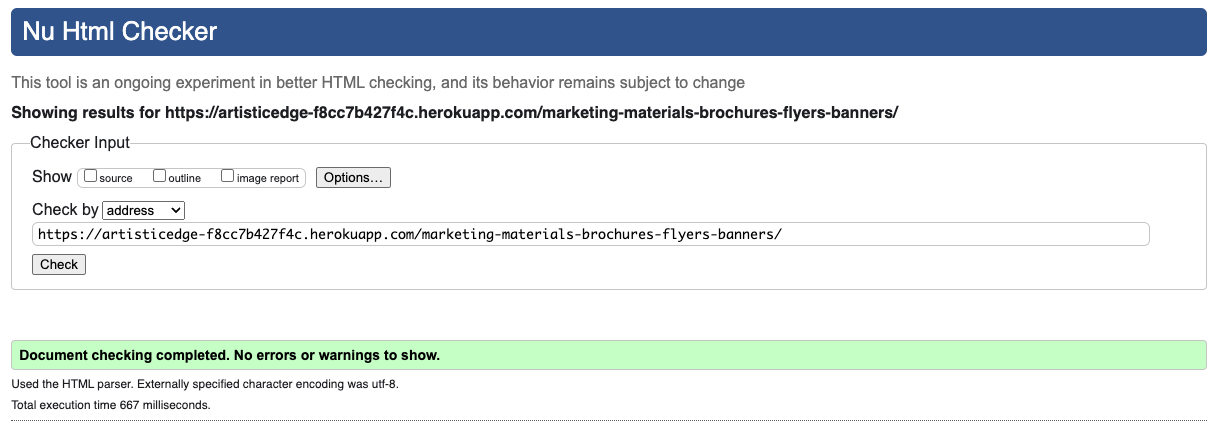 Nu Html Checker
This tool is an ongoing experiment in better HTML checking, and its behavior remains subject to change
Showing results for https://artisticedge-f8cc7b427f4c.herokuapp.com/marketing-materials-brochures-flyers-banners/
Checker Input
Show source outline image report Options...
Check by address
https://artisticedge-f8cc7b427f4c.herokuapp.com/marketing-materials-brochures-flyers-banners/
Check
Document checking completed. No errors or warnings to show.
Used the HTML parser. Externally specified character encoding was utf-8.
Total execution time 667 milliseconds.